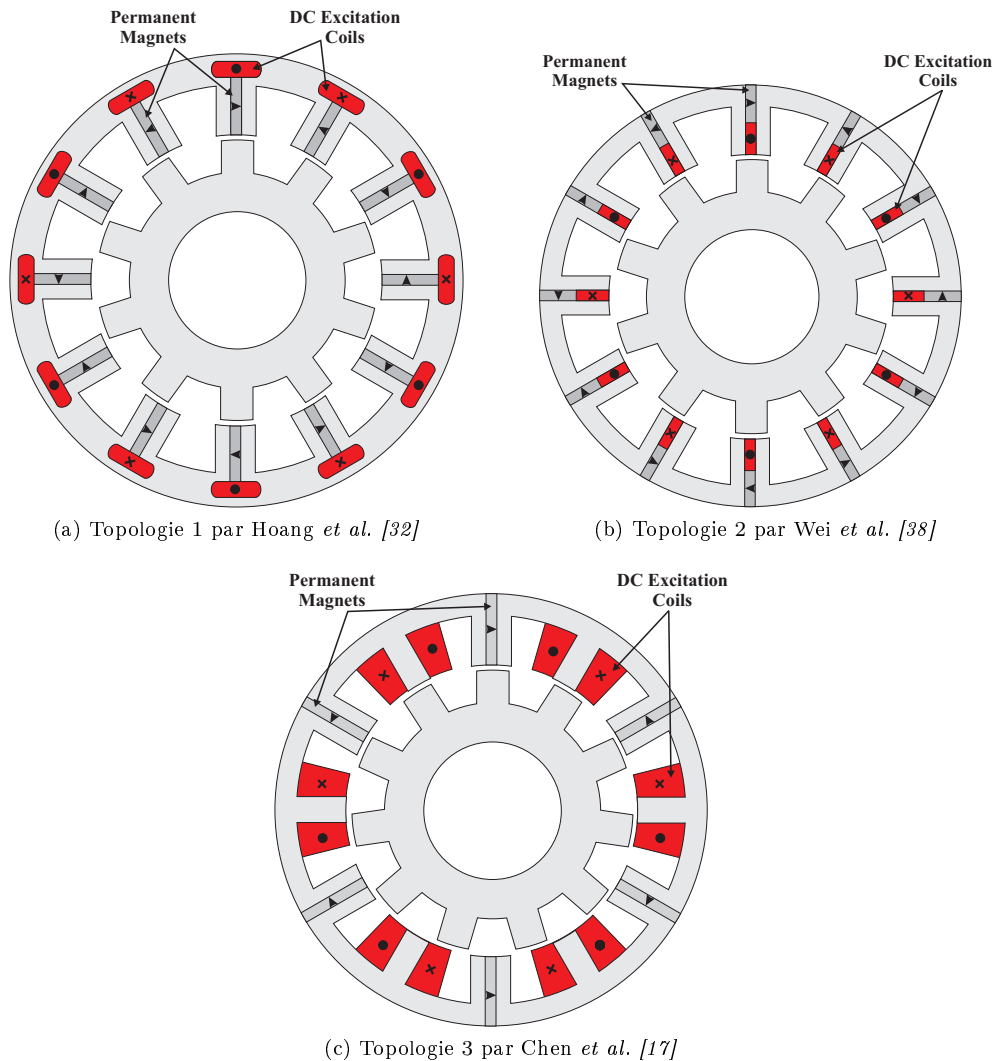 Permanent
Magnets
DC Excitation
Coils
Permanent
Magnets
DC Excitation
Coils
(a) Topologie 1 par Hoang et al. [32]
(b) Topologie 2 par Wei et al. [38]
Permanent
Magnets
DC Excitation
Coils
(c) Topologie 3 par Chen et al. [17]